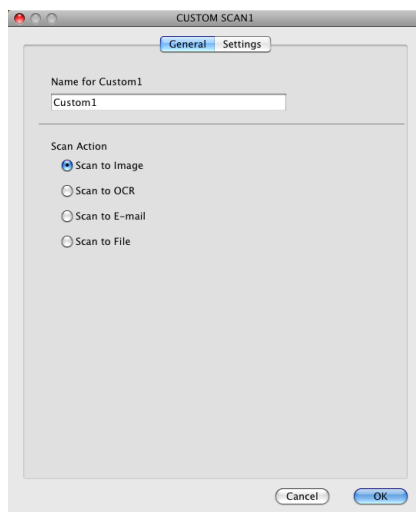 CUSTOM SCAN1
General Settings
Name for Custom1
Custom1
Scan Action
Scan to Image
Scan to OCR
Scan to E-mail
Scan to File
Cancel OK